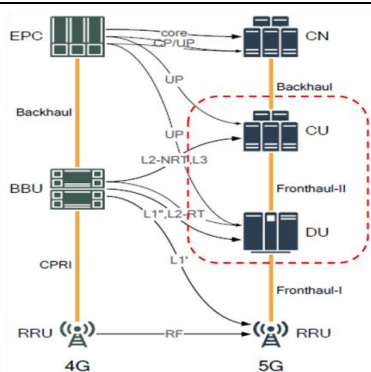 EPC
core
CP/UP
CN
Backhaul
UP
Backhaul
CU
UP
L2-NRT,L3
BBU
Fronthaul-II
L1",L2-RT
DU
CPRI
L1'
Fronthaul-I
RRU
RF
RRU
4G
5G